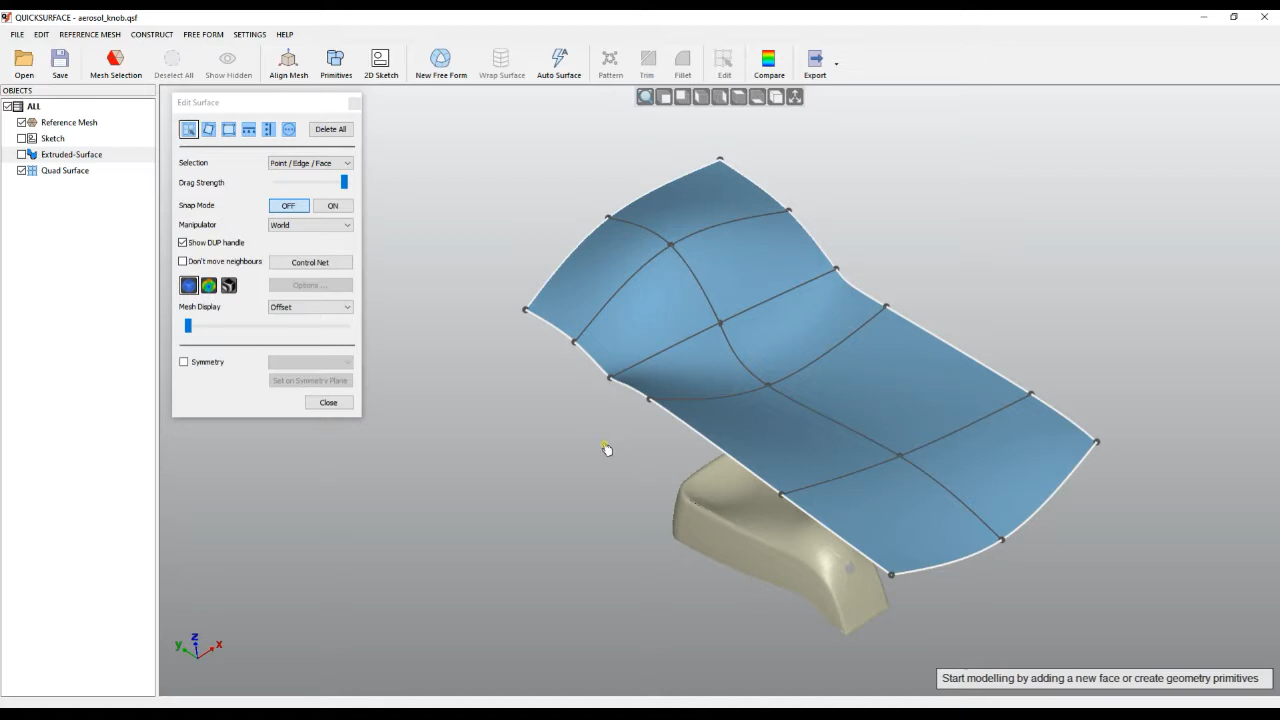 QUICKSURFACE - aerosol_knob.qsf
FILE EDIT REFERENCE MESH CONSTRUCT FREE FORM SETTINGS HELP
Open Save Mesh Selection Deselect All Show Hidden Align Mesh Primitives 2D Sketch New Free Form Wrap Surface Auto Surface Pattern Trim Fillet Edit Compare Export
OBJECTS
ALL
Reference Mesh
Sketch
Extruded-Surface
Quad Surface
Edit Surface
Delete All
Selection Point / Edge / Face
Drag Strength
Snap Mode OFF ON
Manipulator World
Show DUP handle
Don't move neighbours Control Net
Options ...
Mesh Display Offset
Symmetry
Set on Symmetry Plane
Close
z
y x
Start modelling by adding a new face or create geometry primitives